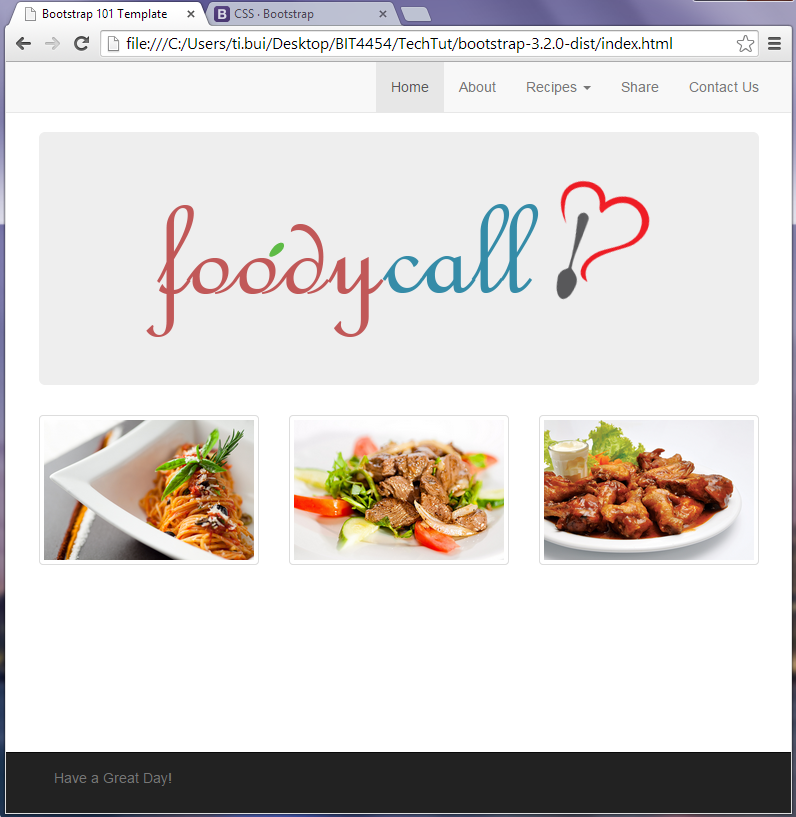 Bootstrap 101 Template
B CSS · Bootstrap
file:///C:/Users/ti.bui/Desktop/BIT4454/TechTut/bootstrap-3.2.0-dist/index.html
Home About Recipes Share Contact Us
foodycall
Have a Great Day!